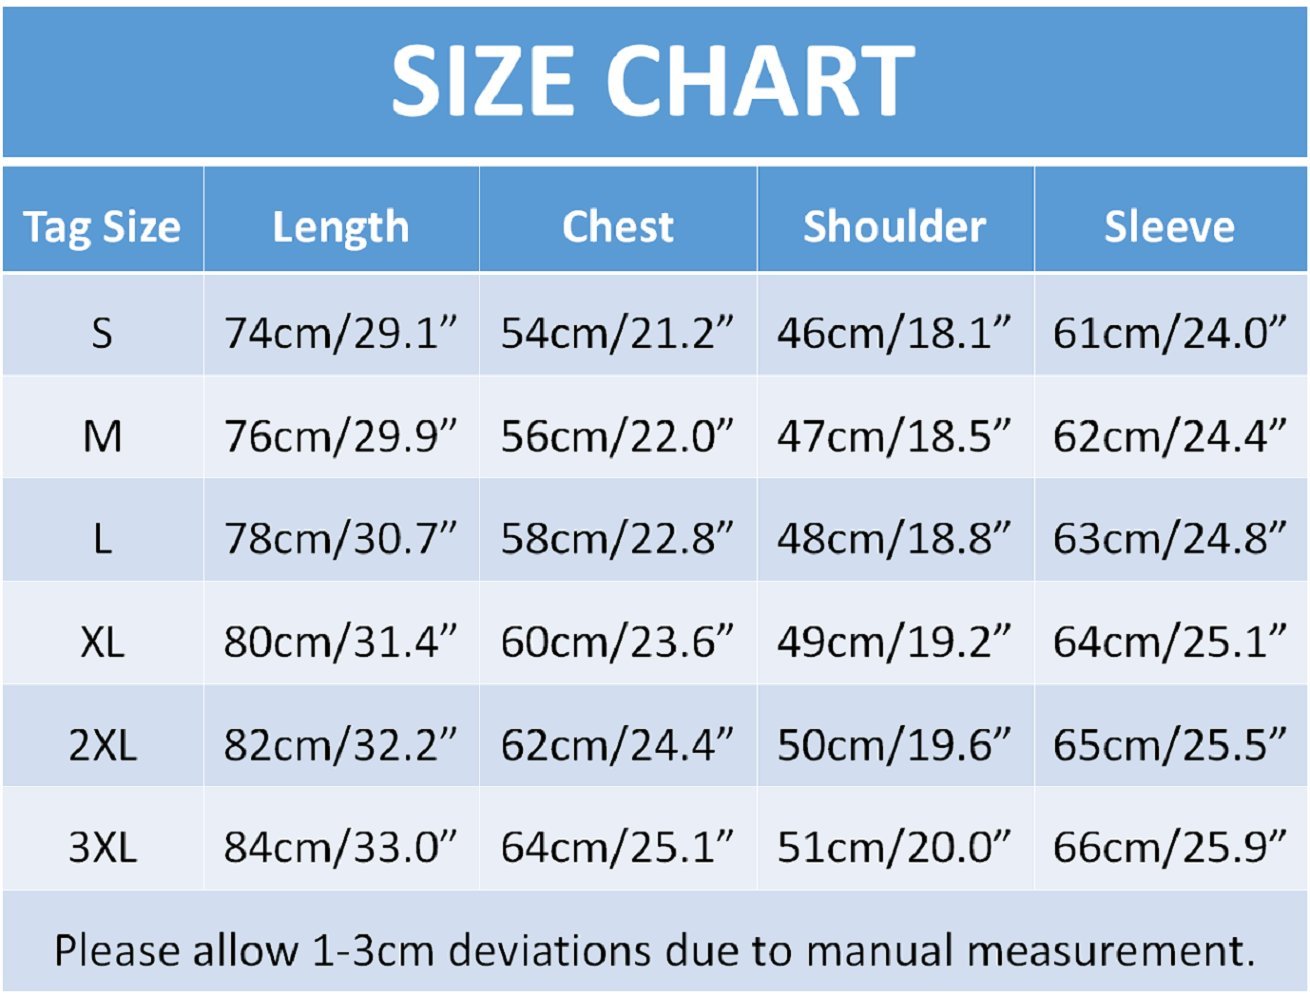 SIZE CHART
Tag Size Length Chest Shoulder Sleeve
S 74cm/29.1” 54cm/21.2” 46cm/18.1” 61cm/24.0”
M 76cm/29.9” 56cm/22.0” 47cm/18.5” 62cm/24.4”
L 78cm/30.7” 58cm/22.8” 48cm/18.8” 63cm/24.8”
XL 80cm/31.4” 60cm/23.6” 49cm/19.2” 64cm/25.1”
2XL 82cm/32.2” 62cm/24.4” 50cm/19.6” 65cm/25.5”
3XL 84cm/33.0” 64cm/25.1” 51cm/20.0” 66cm/25.9”
Please allow 1-3cm deviations due to manual measurement.